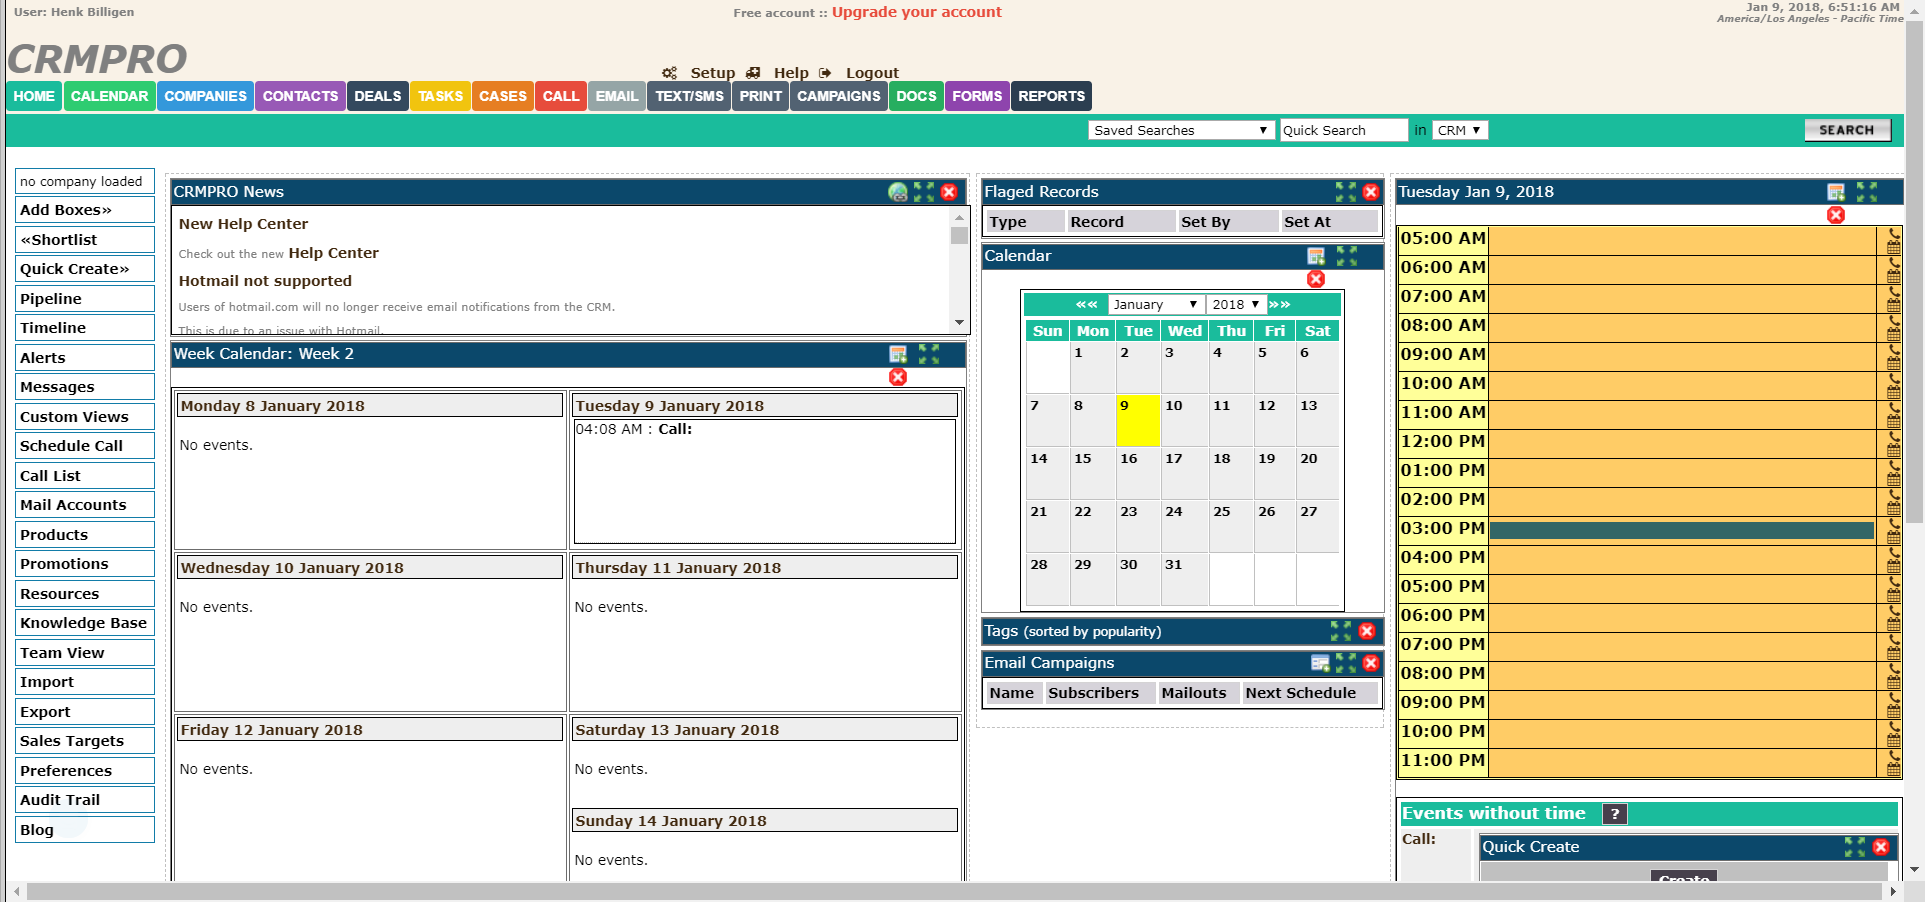 User: Henk Billigen
Free account :: Upgrade your account
Jan 9, 2018, 6:51:16 AM
America/Los Angeles - Pacific Time
CRMPRO
Setup Help Logout
HOME CALENDAR COMPANIES CONTACTS DEALS TASKS CASES CALL EMAIL TEXT/SMS PRINT CAMPAIGNS DOCS FORMS REPORTS
Saved Searches Quick Search in CRM SEARCH
no company loaded
Add Boxes»
«Shortlist
Quick Create»
Pipeline
Timeline
Alerts
Messages
Custom Views
Schedule Call
Call List
Mail Accounts
Products
Promotions
Resources
Knowledge Base
Team View
Import
Export
Sales Targets
Preferences
Audit Trail
Blog
CRMPRO News
New Help Center
Check out the new Help Center
Hotmail not supported
Users of hotmail.com will no longer receive email notifications from the CRM.
This is due to an issue with Hotmail.
Week Calendar: Week 2
Monday 8 January 2018
No events.
Tuesday 9 January 2018
04:08 AM : Call:
Wednesday 10 January 2018
No events.
Thursday 11 January 2018
No events.
Friday 12 January 2018
No events.
Saturday 13 January 2018
No events.
Sunday 14 January 2018
No events.
Flaged Records
Type Record Set By Set At
Calendar
«« January 2018 »»
Sun Mon Tue Wed Thu Fri Sat
1 2 3 4 5 6
7 8 9 10 11 12 13
14 15 16 17 18 19 20
21 22 23 24 25 26 27
28 29 30 31
Tags (sorted by popularity)
Email Campaigns
Name Subscribers Mailouts Next Schedule
Tuesday Jan 9, 2018
05:00 AM
06:00 AM
07:00 AM
08:00 AM
09:00 AM
10:00 AM
11:00 AM
12:00 PM
01:00 PM
02:00 PM
03:00 PM
04:00 PM
05:00 PM
06:00 PM
07:00 PM
08:00 PM
09:00 PM
10:00 PM
11:00 PM
Events without time ?
Call:
Quick Create
Create